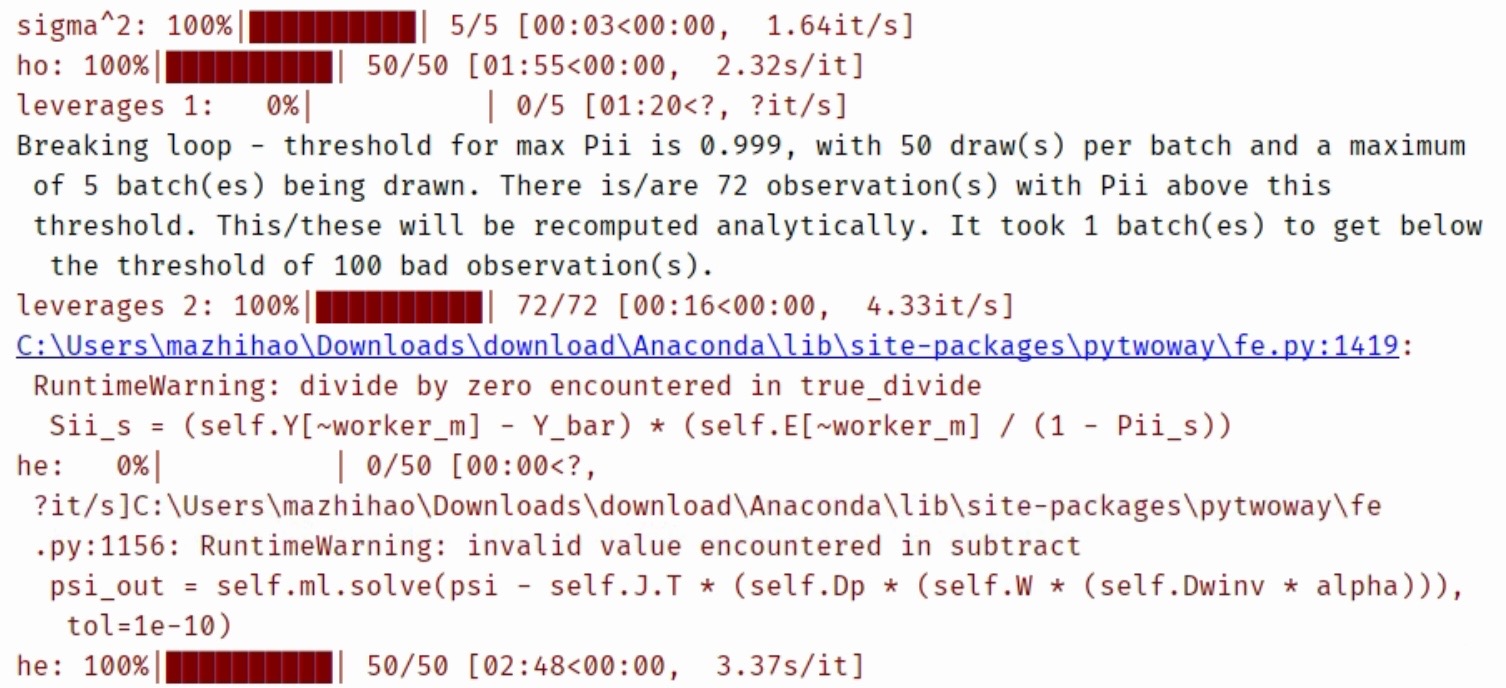 sigma^2: 100%|██████████| 5/5 [00:03<00:00,  1.64it/s]
ho: 100%|██████████| 50/50 [01:55<00:00,  2.32s/it]
leverages 1:   0%|          | 0/5 [01:20<?, ?it/s]
Breaking loop - threshold for max Pii is 0.999, with 50 draw(s) per batch and a maximum
of 5 batch(es) being drawn. There is/are 72 observation(s) with Pii above this
threshold. This/these will be recomputed analytically. It took 1 batch(es) to get below
the threshold of 100 bad observation(s).
leverages 2: 100%|██████████| 72/72 [00:16<00:00,  4.33it/s]
C:\Users\mazhihao\Downloads\download\Anaconda\lib\site-packages\pytwoway\fe.py:1419:
RuntimeWarning: divide by zero encountered in true_divide
Sii_s = (self.Y[~worker_m] - Y_bar) * (self.E[~worker_m] / (1 - Pii_s))
he:   0%|          | 0/50 [00:00<?,
?it/s]C:\Users\mazhihao\Downloads\download\Anaconda\lib\site-packages\pytwoway\fe
.py:1156: RuntimeWarning: invalid value encountered in subtract
psi_out = self.ml.solve(psi - self.J.T * (self.Dp * (self.W * (self.Dwinv * alpha))),
tol=1e-10)
he: 100%|██████████| 50/50 [02:48<00:00,  3.37s/it]